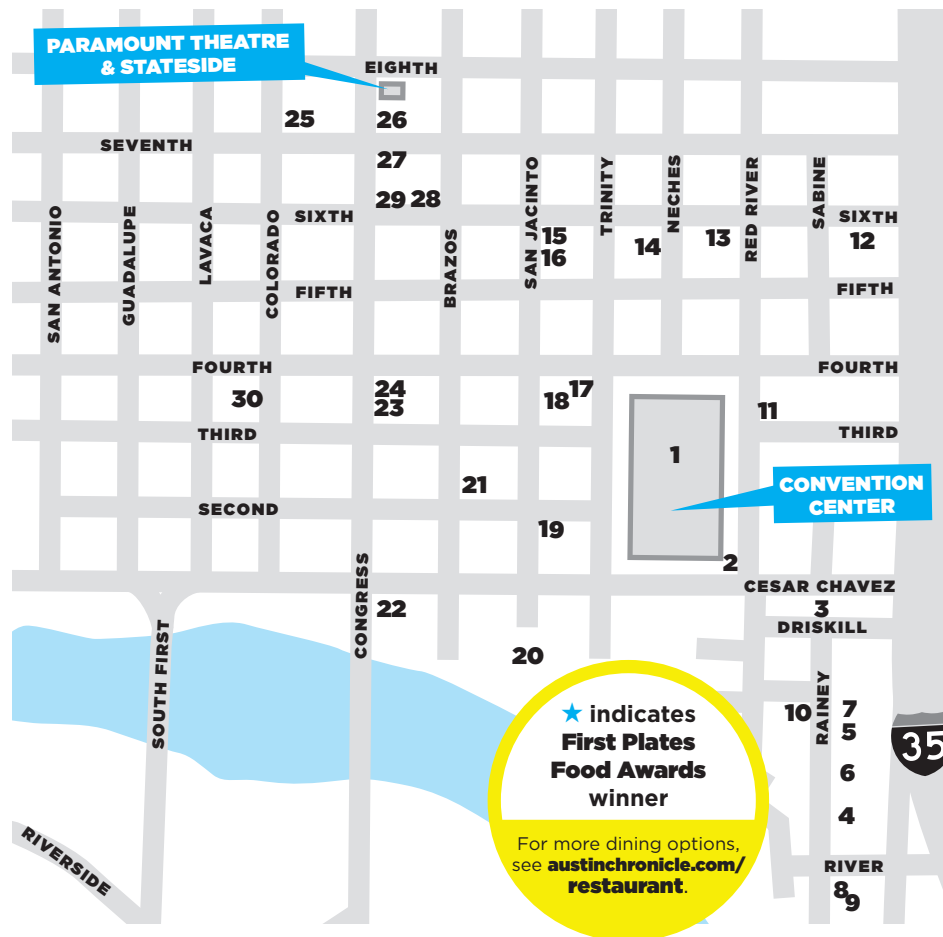 PARAMOUNT THEATRE
& STATESIDE
EIGHTH
25
26
SEVENTH
27
29
28
SAN ANTONIO
GUADALUPE
LAVACA
COLORADO
SIXTH
BRAZOS
SAN JACINTO
15
16
TRINITY
14
NECHES
13
RED RIVER
SABINE
SIXTH
12
FIFTH
FIFTH
FOURTH
FOURTH
30
24
23
18
17
11
THIRD
THIRD
1
21
CONVENTION
CENTER
SECOND
19
2
CESAR CHAVEZ
CONGRESS
22
3
DRISKILL
SOUTH FIRST
20
RAINEY
10
7
5
35
6
4
★ indicates
First Plates
Food Awards
winner
For more dining options,
see austinchronicle.com/
restaurant.
RIVERSIDE
RIVER
8
9